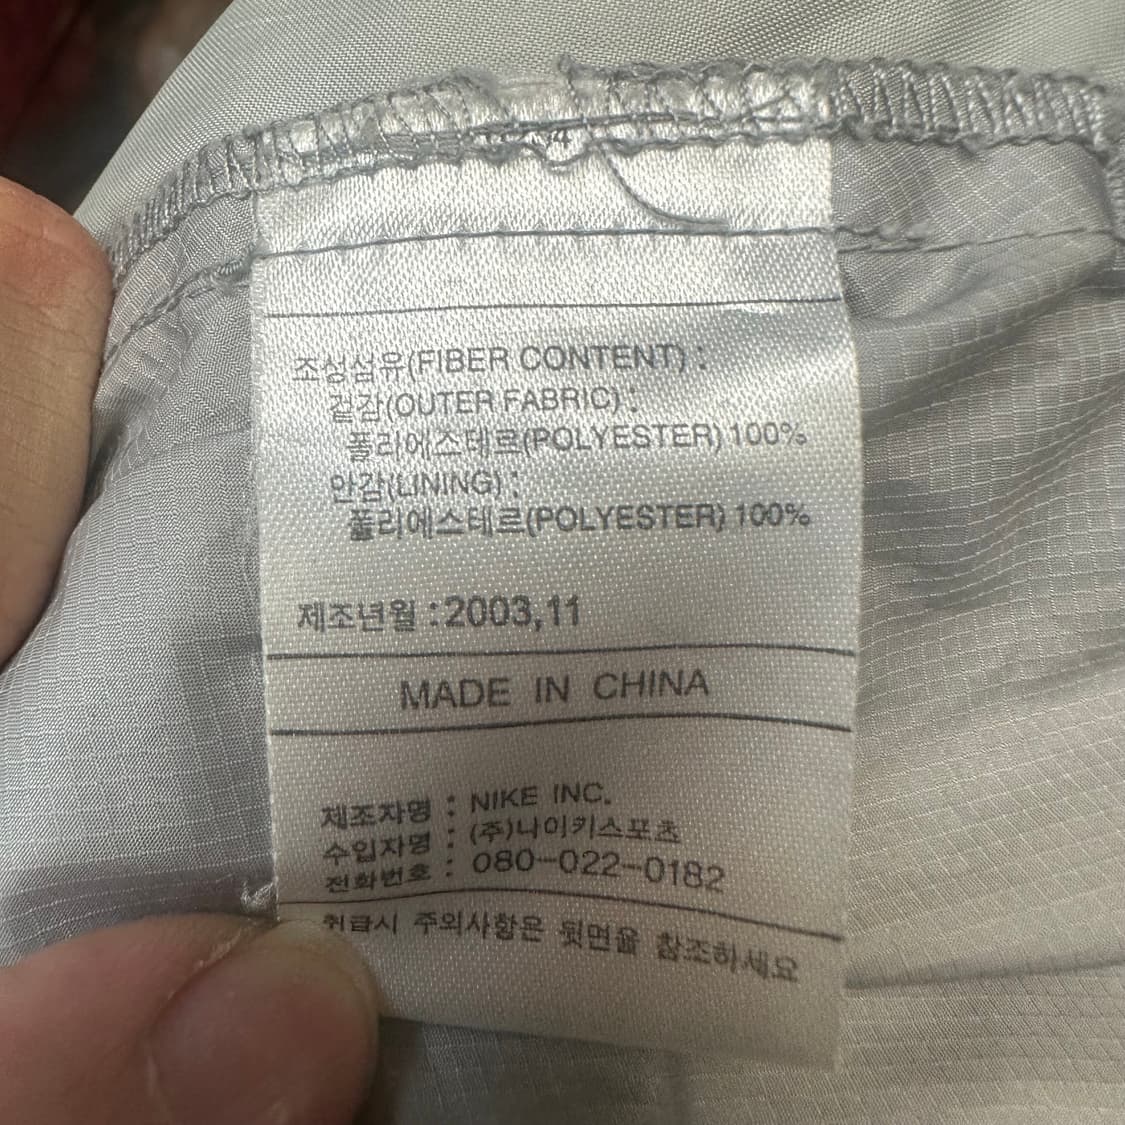 조성섬유(FIBER CONTENT) :
겉감(OUTER FABRIC) :
폴리에스테르(POLYESTER) 100%
안감(LINING) :
폴리에스테르(POLYESTER) 100%
제조년월 : 2003,11
MADE IN CHINA
제조자명 : NIKE INC.
수입자명 : (주)나이키스포츠
전화번호 : 080-022-0182
취급시 주의사항은 뒷면을 참조하세요